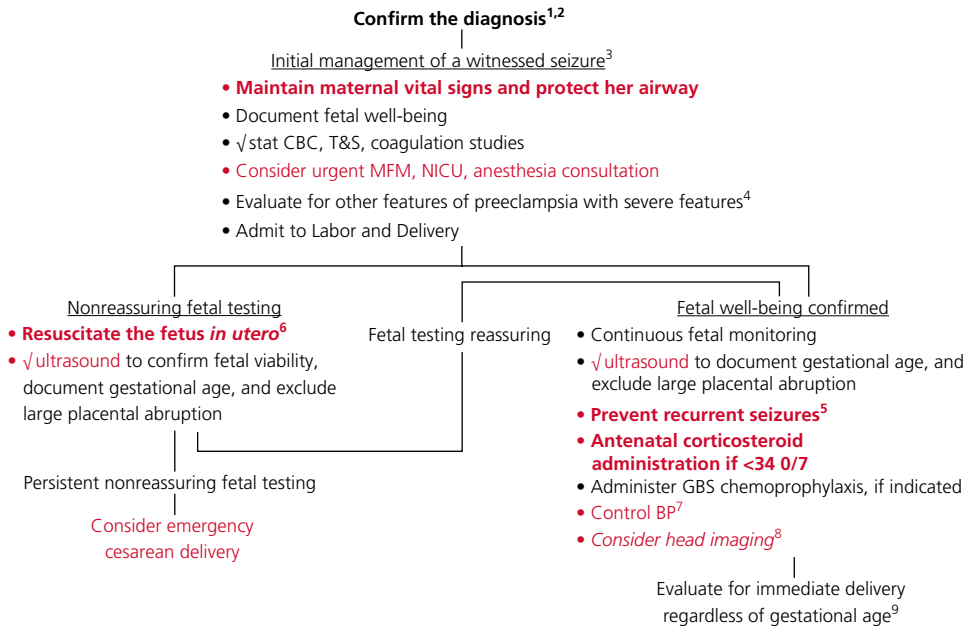 Confirm the diagnosis1,2
Initial management of a witnessed seizure3
• Maintain maternal vital signs and protect her airway
• Document fetal well-being
• √ stat CBC, T&S, coagulation studies
• Consider urgent MFM, NICU, anesthesia consultation
• Evaluate for other features of preeclampsia with severe features4
• Admit to Labor and Delivery
Nonreassuring fetal testing
• Resuscitate the fetus in utero6
• √ ultrasound to confirm fetal viability,
document gestational age, and exclude
large placental abruption
Persistent nonreassuring fetal testing
Consider emergency
cesarean delivery
Fetal testing reassuring
Fetal well-being confirmed
• Continuous fetal monitoring
• √ ultrasound to document gestational age, and
exclude large placental abruption
• Prevent recurrent seizures5
• Antenatal corticosteroid
administration if <34 0/7
• Administer GBS chemoprophylaxis, if indicated
• Control BP7
• Consider head imaging8
Evaluate for immediate delivery
regardless of gestational age9